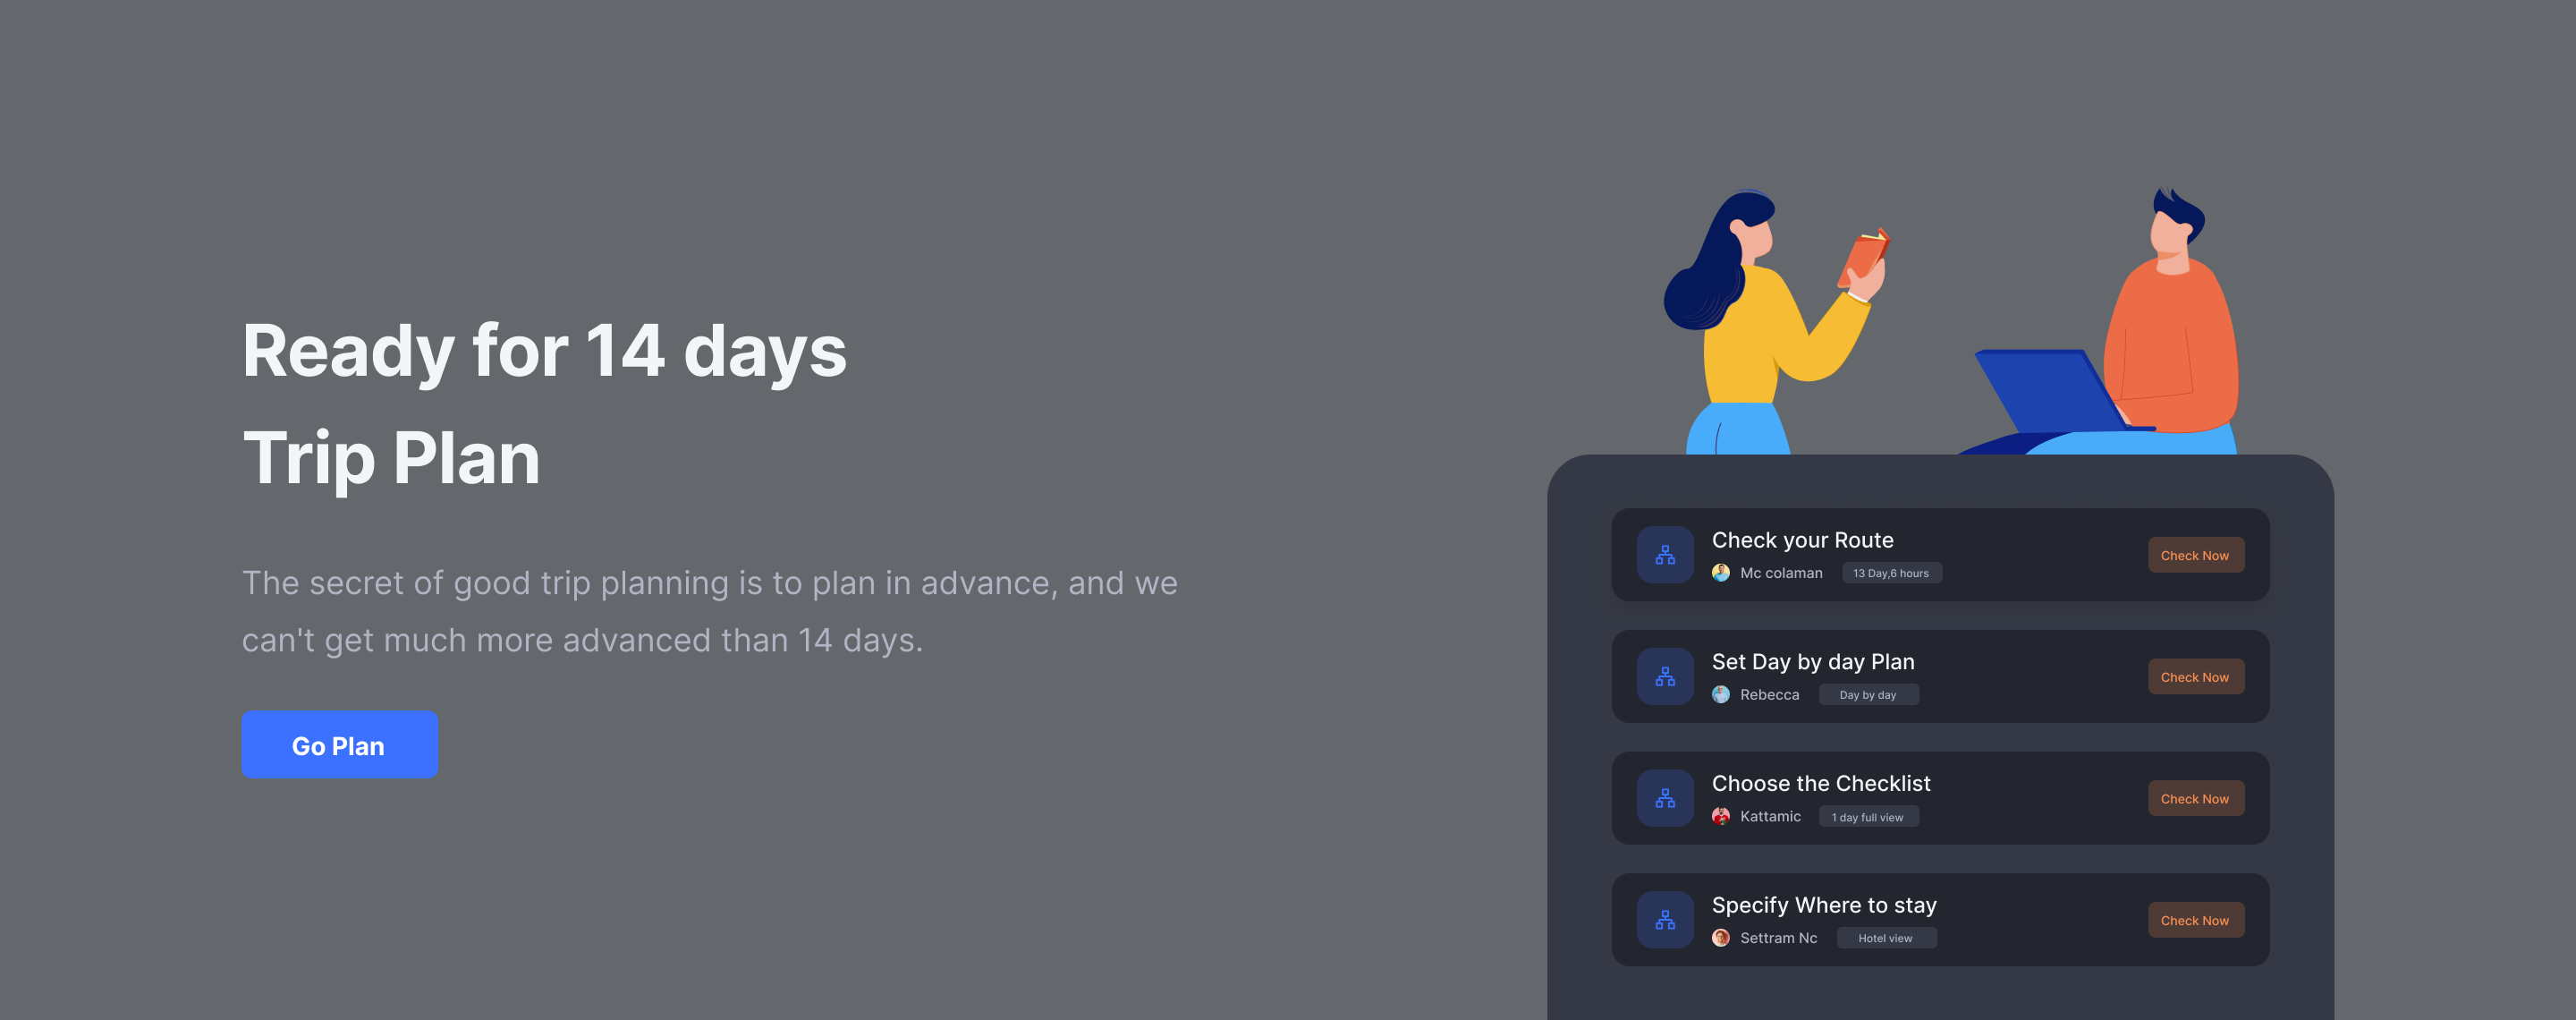 Ready for 14 days
Trip Plan
The secret of good trip planning is to plan in advance, and we
can't get much more advanced than 14 days.
Go Plan
Check your Route
Mc colaman 13 Day,6 hours
Check Now
Set Day by day Plan
Rebecca Day by day
Check Now
Choose the Checklist
Kattamic 1 day full view
Check Now
Specify Where to stay
Settram Nc Hotel view
Check Now